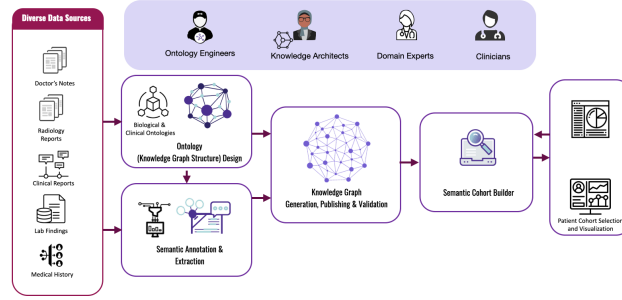 Diverse Data Sources
Doctor's Notes
Radiology
Reports
Clinical Reports
Lab Findings
Medical History
Ontology Engineers
Knowledge Architects
Domain Experts
Clinicians
Biological &
Clinical Ontologies
Ontology
(Knowledge Graph Structure) Design
Semantic Annotation &
Extraction
Knowledge Graph
Generation, Publishing & Validation
Semantic Cohort Builder
Patient Cohort Selection
and Visualization